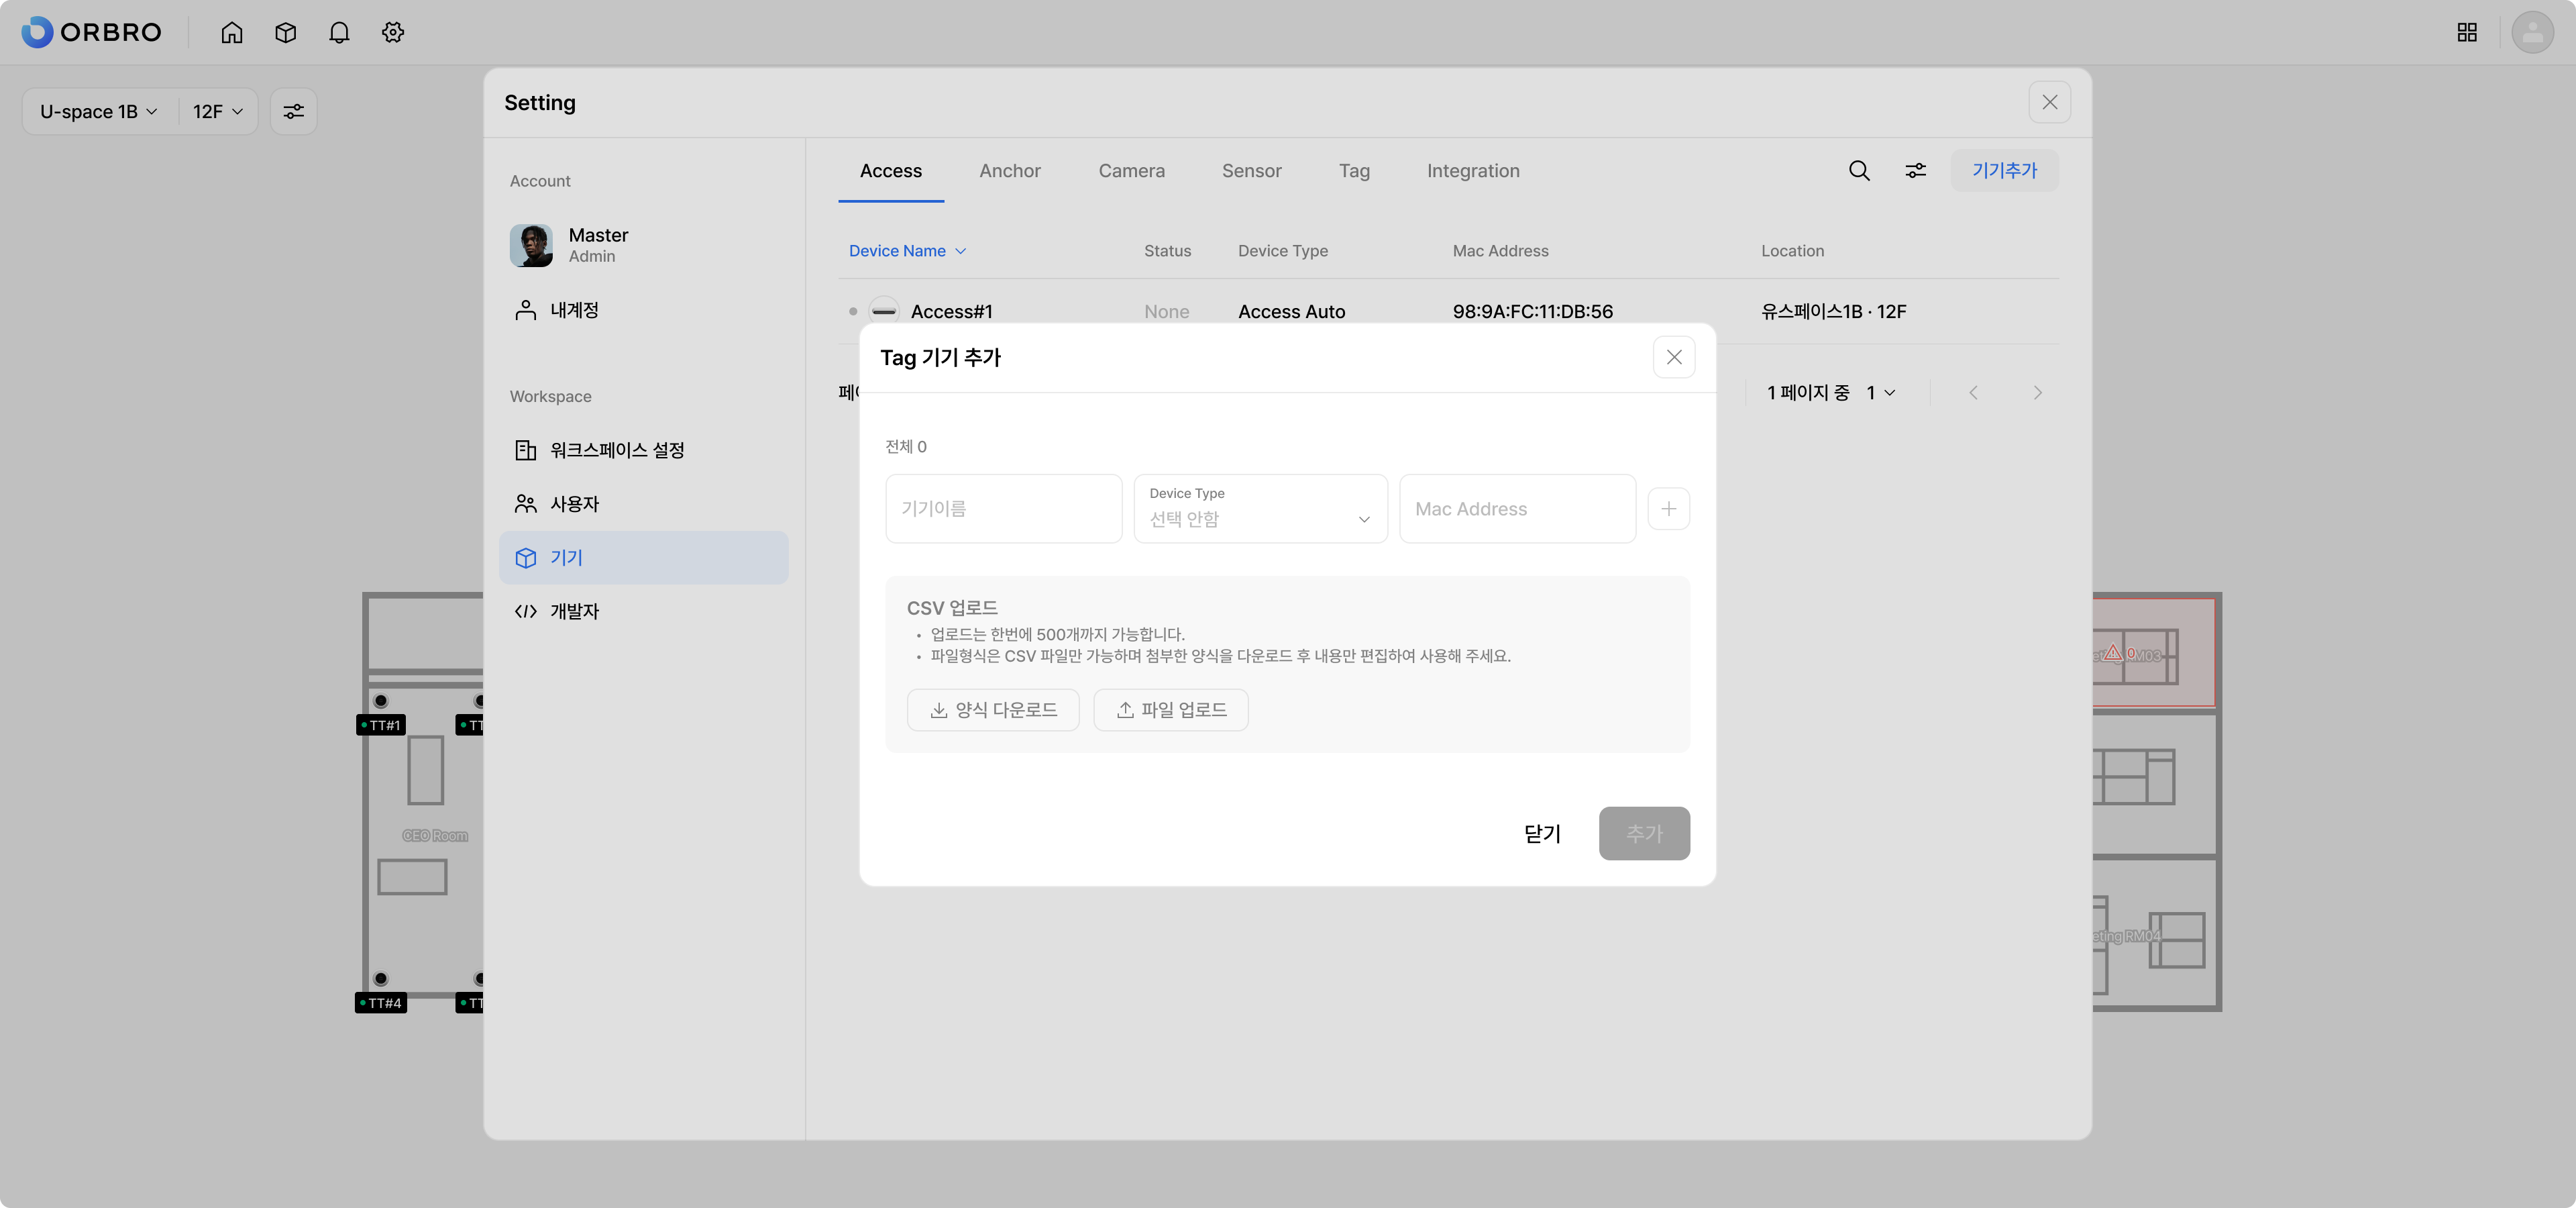 ORBRO
U-space 1B
12F
Setting
Account
Master
Admin
내계정
Workspace
워크스페이스 설정
사용자
기기
개발자
Access
Anchor
Camera
Sensor
Tag
Integration
기기추가
Device Name
Status
Device Type
Mac Address
Location
Access#1
None
Access Auto
98:9A:FC:11:DB:56
유스페이스1B · 12F
1 페이지 중
1
Tag 기기 추가
전체 0
기기이름
Device Type
선택 안함
Mac Address
CSV 업로드
• 업로드는 한번에 500개까지 가능합니다.
• 파일형식은 CSV 파일만 가능하며 첨부한 양식을 다운로드 후 내용만 편집하여 사용해 주세요.
양식 다운로드
파일 업로드
닫기
추가
TT#1
TT
CEO Room
TT#4
TT
0
RM04